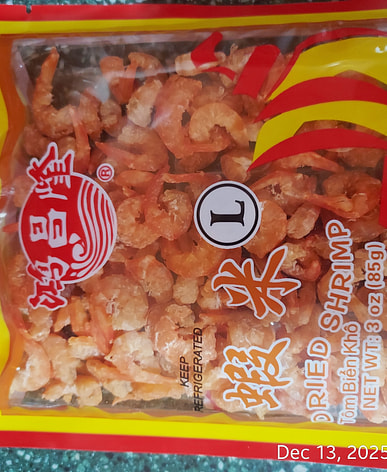 鴻昌隆
®
L
蝦米
KEEP
REFRIGERATED
DRIED SHRIMP
Tôm Biển Khô
NET WT: 3 oz (85g)
Dec 13, 2025